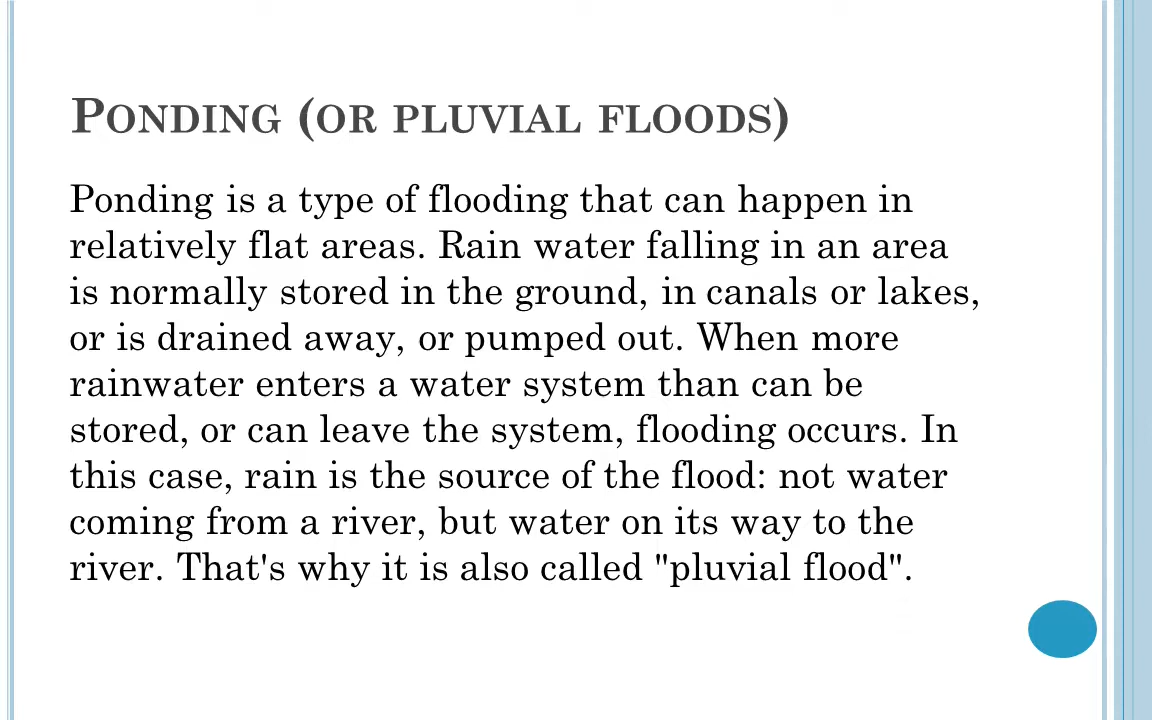 Ponding (or pluvial floods)
Ponding is a type of flooding that can happen in
relatively flat areas. Rain water falling in an area
is normally stored in the ground, in canals or lakes,
or is drained away, or pumped out. When more
rainwater enters a water system than can be
stored, or can leave the system, flooding occurs. In
this case, rain is the source of the flood: not water
coming from a river, but water on its way to the
river. That's why it is also called "pluvial flood".